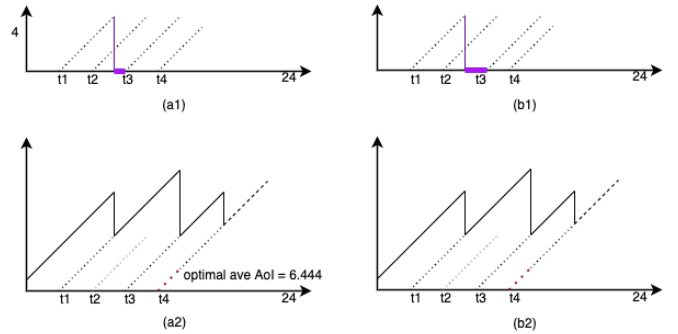 4
t1 t2 t3 t4 24
(a1)
t1 t2 t3 t4 24
(b1)
optimal ave AoI = 6.444
t1 t2 t3 t4 24
(a2)
t1 t2 t3 t4 24
(b2)